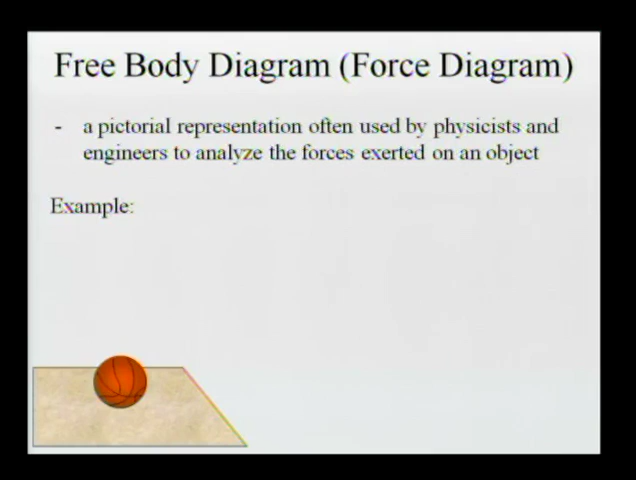 Free Body Diagram (Force Diagram)
- a pictorial representation often used by physicists and
engineers to analyze the forces exerted on an object
Example: